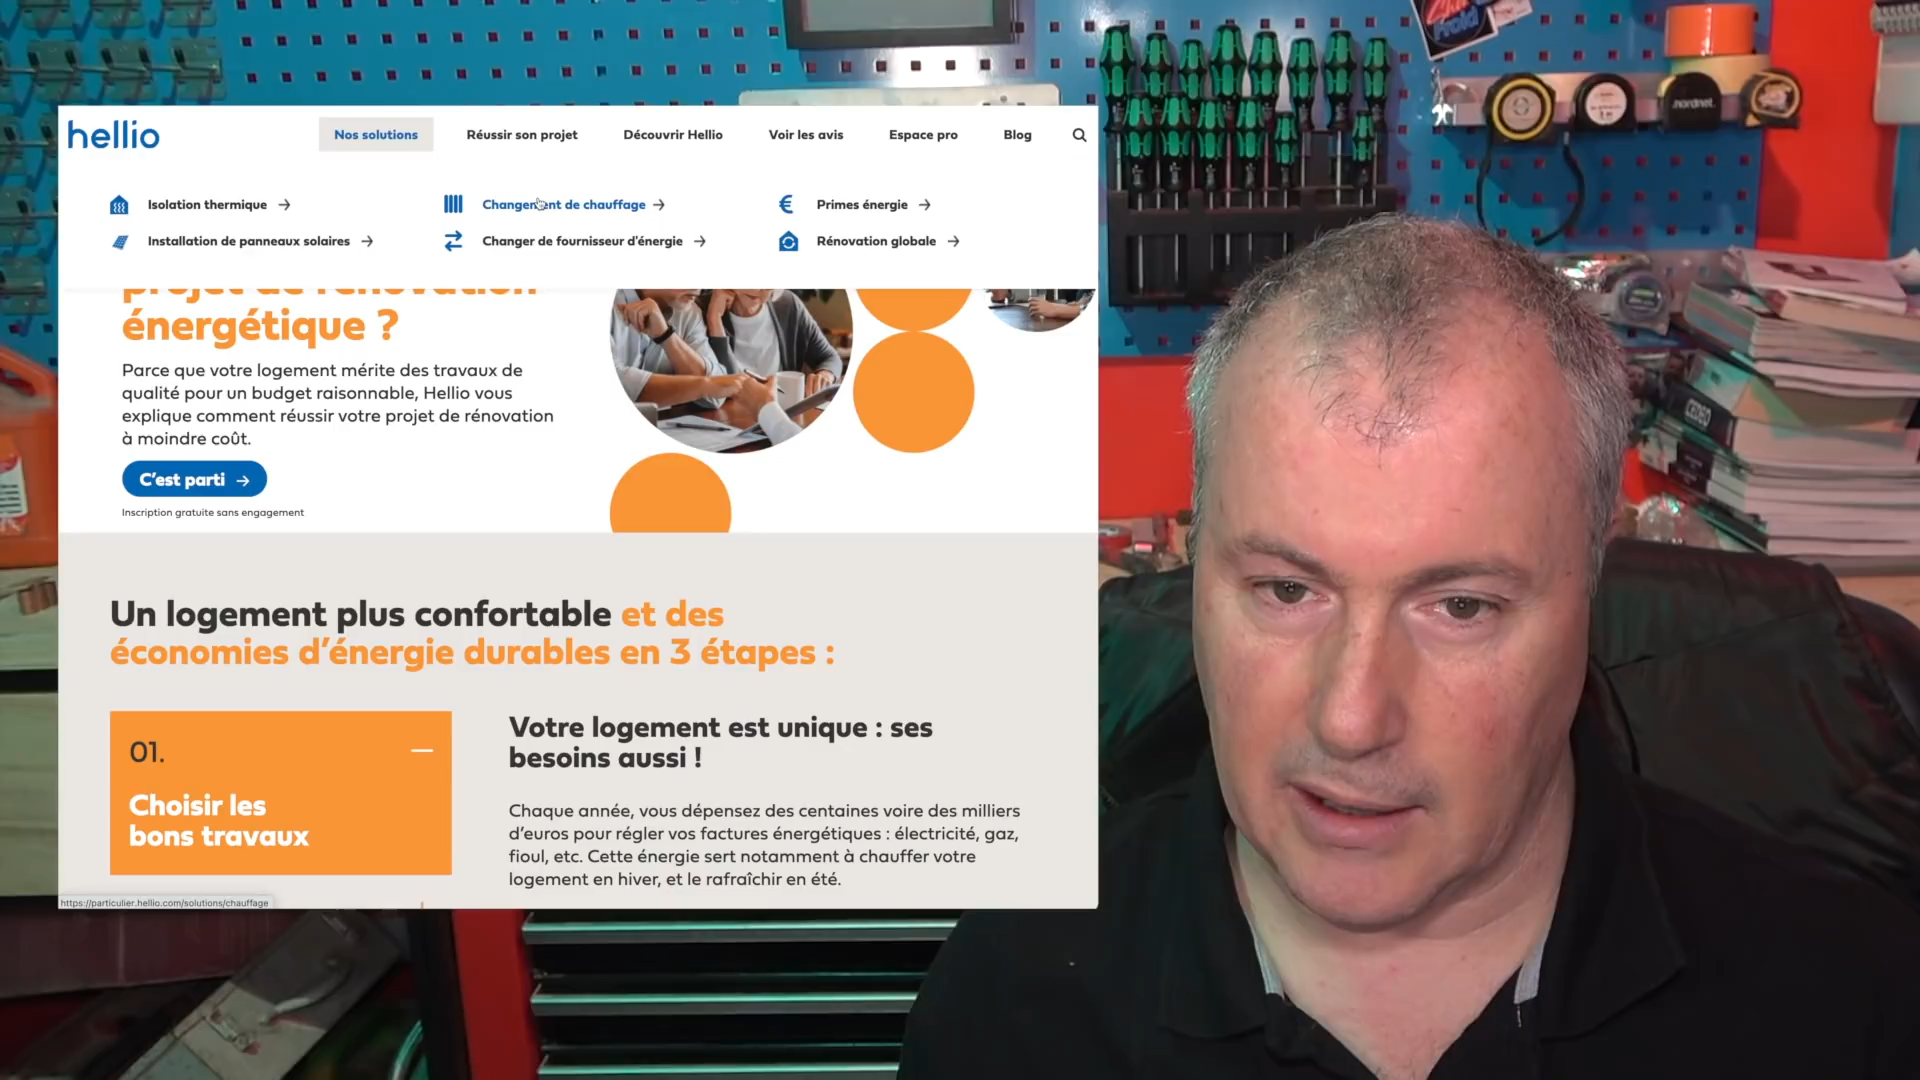 hellio
Nos solutions
Réussir son projet
Découvrir Hellio
Voir les avis
Espace pro
Blog
Isolation thermique
Changement de chauffage
Primes énergie
Installation de panneaux solaires
Changer de fournisseur d'énergie
Rénovation globale
projet de rénovation
énergétique ?
Parce que votre logement mérite des travaux de
qualité pour un budget raisonnable, Hellio vous
explique comment réussir votre projet de rénovation
à moindre coût.
C'est parti
Inscription gratuite sans engagement
Un logement plus confortable et des
économies d'énergie durables en 3 étapes :
01.
Choisir les
bons travaux
Votre logement est unique : ses
besoins aussi !
Chaque année, vous dépensez des centaines voire des milliers
d'euros pour régler vos factures énergétiques : électricité, gaz,
fioul, etc. Cette énergie sert notamment à chauffer votre
logement en hiver, et le rafraîchir en été.
https://particulier.hellio.com/solutions/chauffage
nordnet.